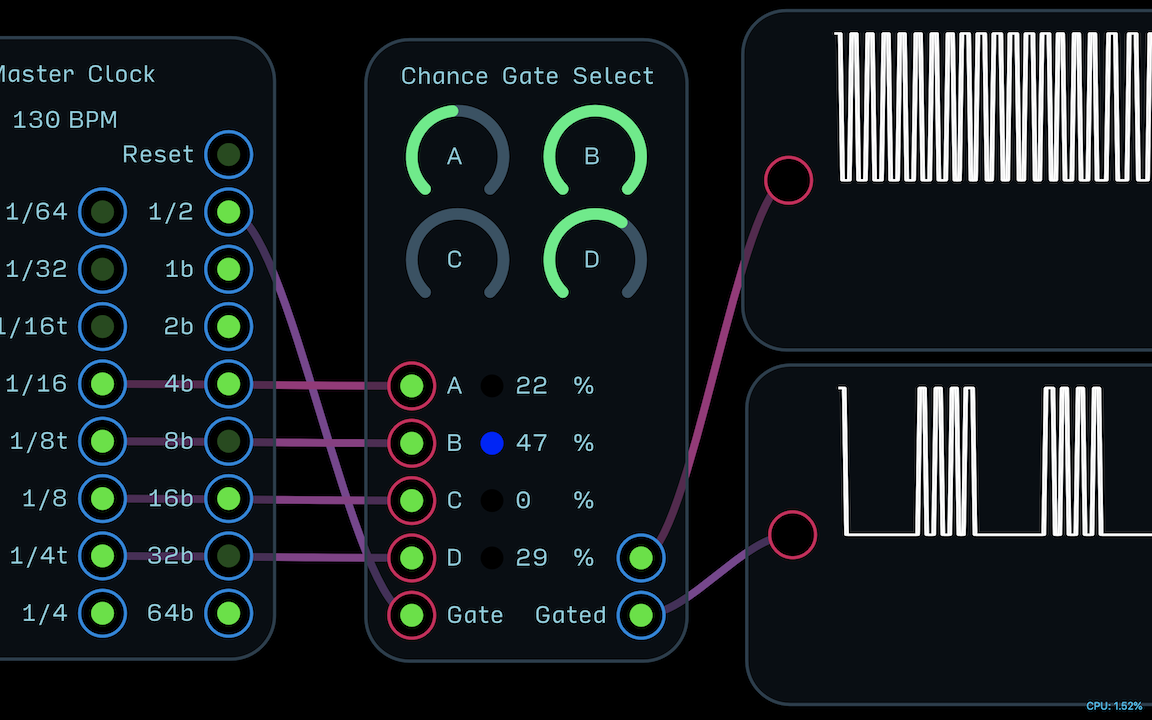 Master Clock
130 BPM
Reset
1/64 1/2
1/32 1b
1/16t 2b
1/16 4b
1/8t 8b
1/8 16b
1/4t 32b
1/4 64b
Chance Gate Select
A B
C D
A 22 %
B 47 %
C 0 %
D 29 %
Gate Gated
CPU: 1.52%